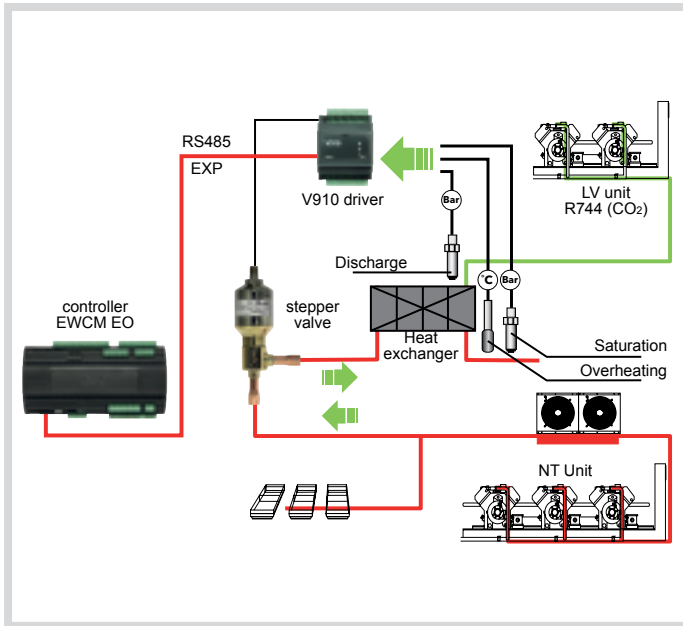 RS485
EXP
V910 driver
Bar
LV unit
R744 (CO2)
Discharge
°C
Bar
controller
EWCM EO
stepper
valve
Heat
exchanger
Saturation
Overheating
NT Unit